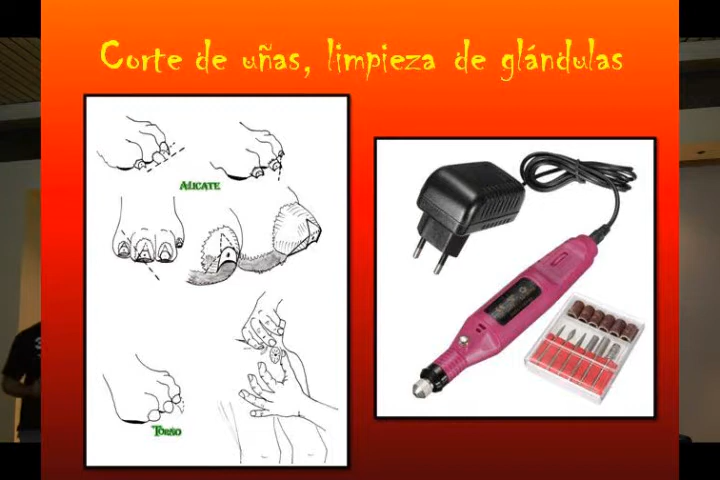 Corte de uñas, limpieza de glándulas
ALICATE
TORNO